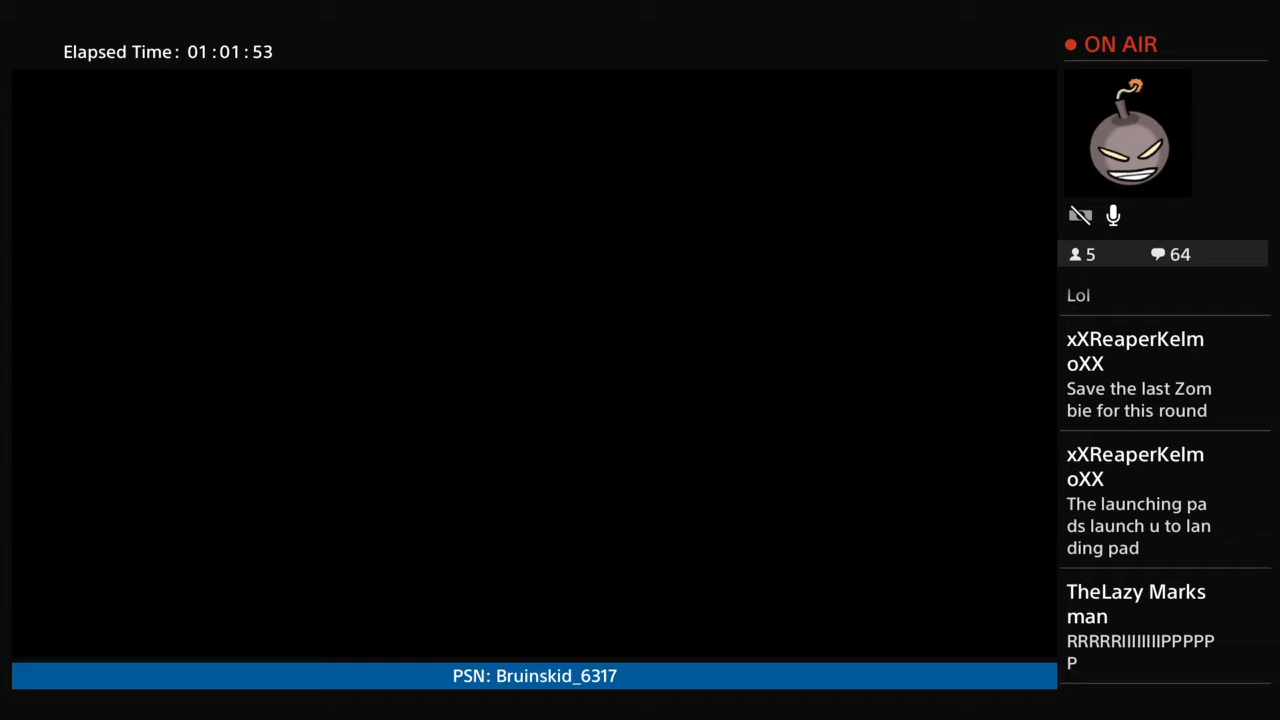 Elapsed Time: 01:01:53
ON AIR
5 64
Lol
xXReaperKelm
oXX
Save the last Zom
bie for this round
xXReaperKelm
oXX
The launching pa
ds launch u to lan
ding pad
TheLazy Marks
man
RRRRRIIIIIIIIPPPPP
P
PSN: Bruinskid_6317